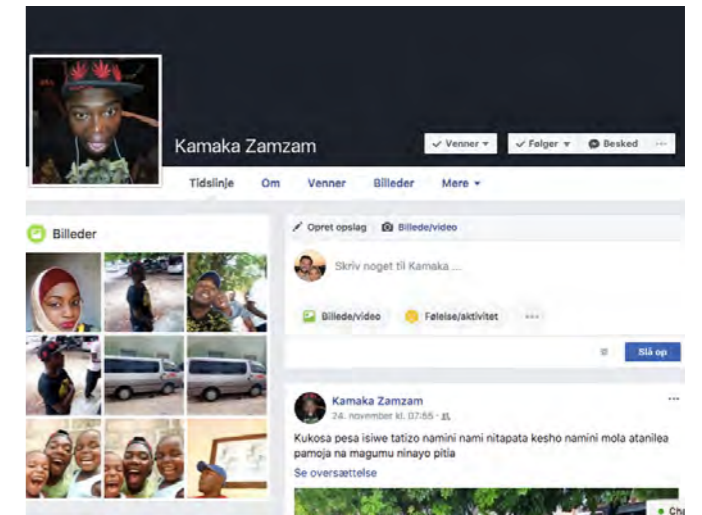 Kamaka Zamzam
Venner
Følger
Besked
Tidslinje Om Venner Billeder Mere
Billeder
Opret opslag Billede/video
Skriv noget til Kamaka ...
Billede/video Følelse/aktivitet
Slå op
Kamaka Zamzam
24. november kl. 07:55
Kukosa pesa isiwe tatizo namini nami nitapata kesho namini mola atanilea
pamoja na magumu ninayo pitia
Se oversættelse
Cha